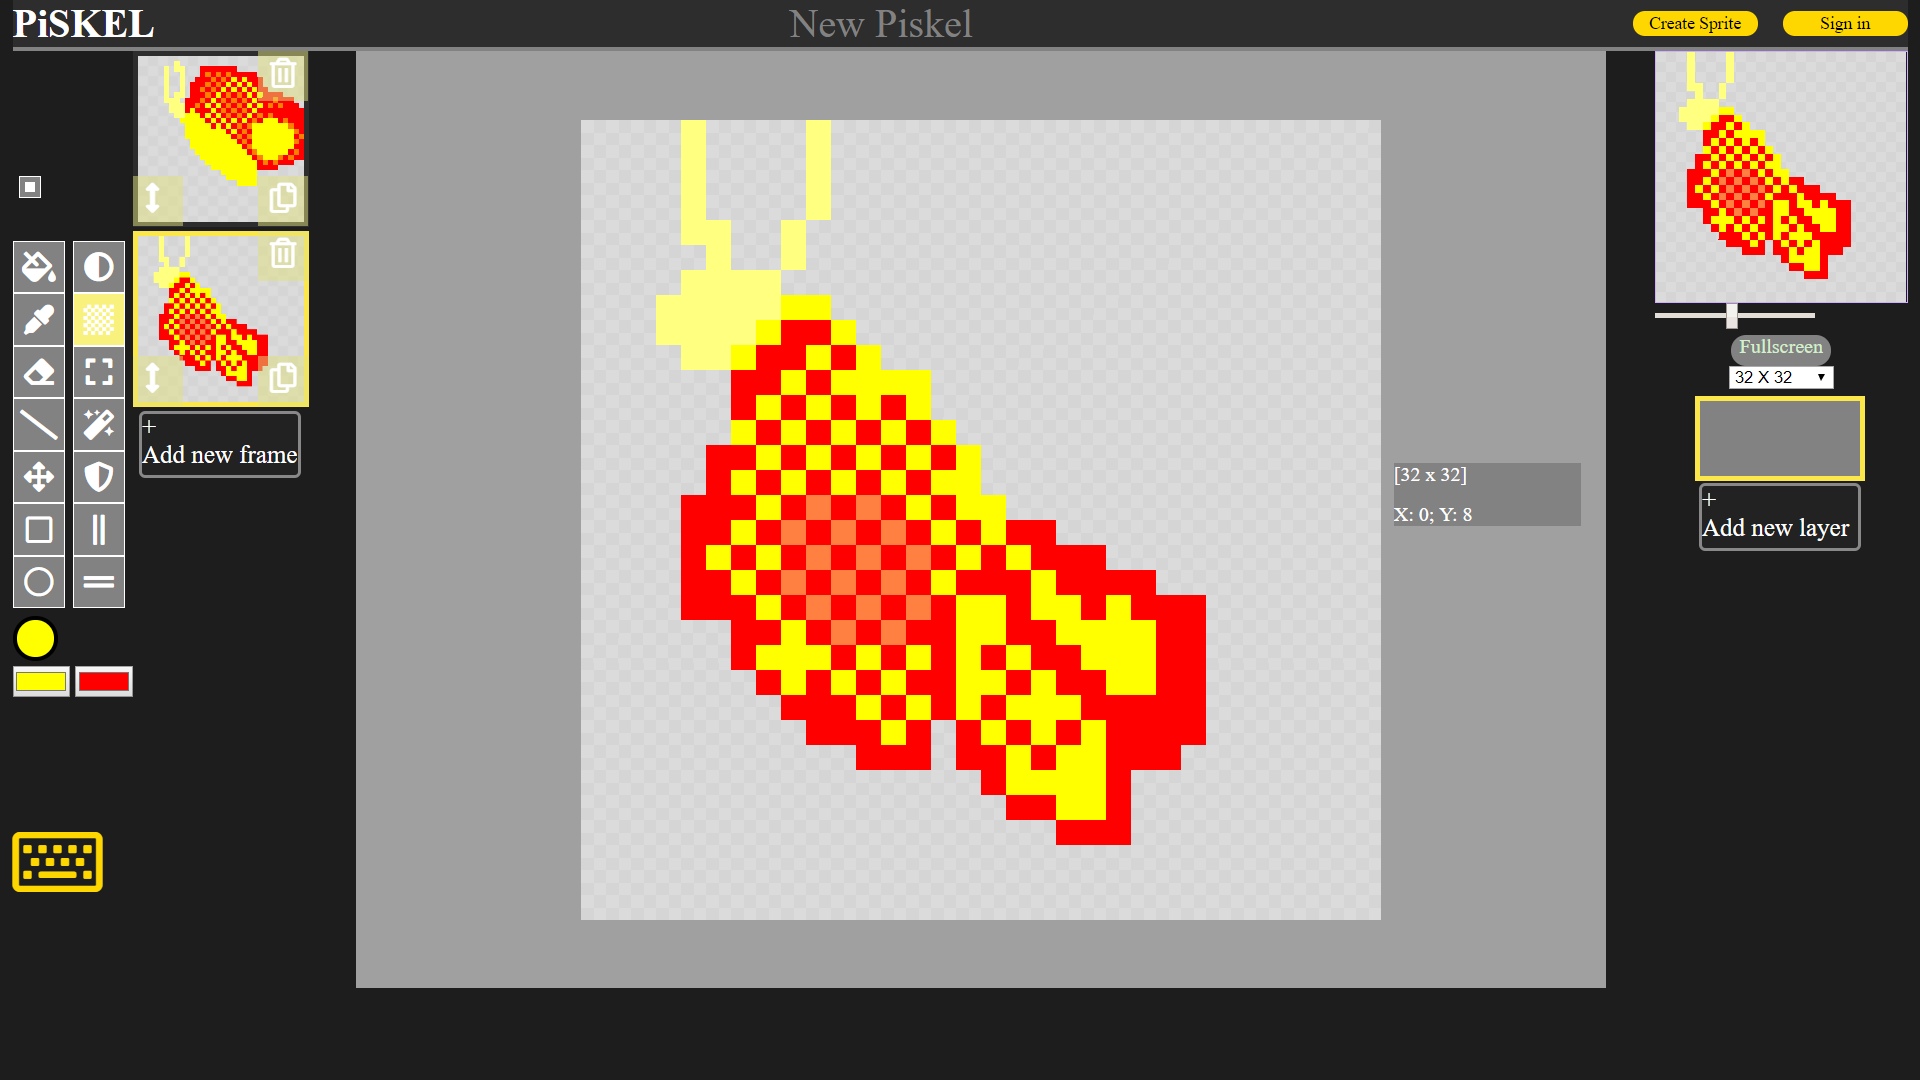 PiSKEL
New Piskel
Create Sprite
Sign in
+
Add new frame
[32 x 32]
X: 0; Y: 8
Fullscreen
32 X 32
+
Add new layer